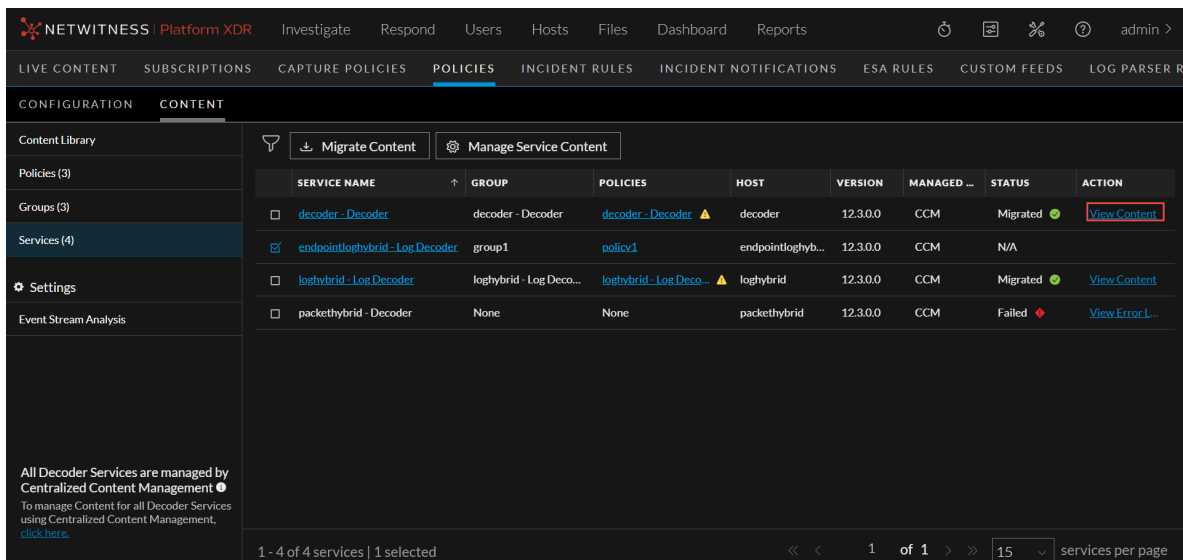 NETWITNESS | Platform XDR Investigate Respond Users Hosts Files Dashboard Reports admin >
LIVE CONTENT SUBSCRIPTIONS CAPTURE POLICIES POLICIES INCIDENT RULES INCIDENT NOTIFICATIONS ESA RULES CUSTOM FEEDS LOG PARSER R
CONFIGURATION CONTENT
Content Library
Policies (3)
Groups (3)
Services (4)
Settings
Event Stream Analysis
All Decoder Services are managed by
Centralized Content Management
To manage Content for all Decoder Services
using Centralized Content Management,
click here.
Migrate Content Manage Service Content
SERVICE NAME ↑ GROUP POLICIES HOST VERSION MANAGED ... STATUS ACTION
decoder - Decoder decoder - Decoder decoder - Decoder decoder 12.3.0.0 CCM Migrated View Content
endpointloghybrid - Log Decoder group1 policy1 endpointloghyb... 12.3.0.0 CCM N/A
loghybrid - Log Decoder loghybrid - Log Deco... loghybrid - Log Deco... loghybrid 12.3.0.0 CCM Migrated View Content
packethybrid - Decoder None None packethybrid 12.3.0.0 CCM Failed View Error L...
1 - 4 of 4 services | 1 selected << < 1 of 1 > >> 15 services per page